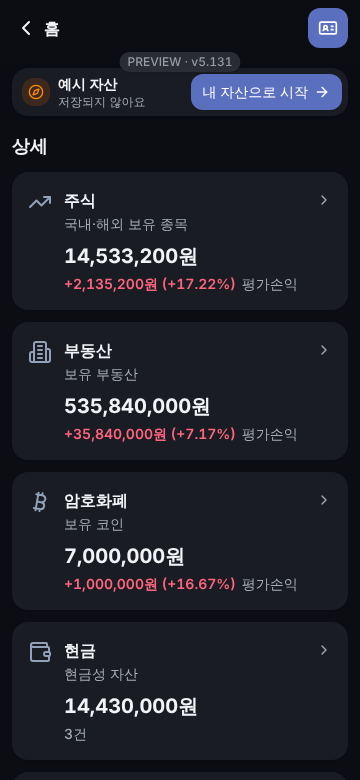 홈
PREVIEW · v5.131
예시 자산
저장되지 않아요
내 자산으로 시작
상세
주식
국내·해외 보유 종목
14,533,200원
+2,135,200원 (+17.22%) 평가손익
부동산
보유 부동산
535,840,000원
+35,840,000원 (+7.17%) 평가손익
암호화폐
보유 코인
7,000,000원
+1,000,000원 (+16.67%) 평가손익
현금
현금성 자산
14,430,000원
3건